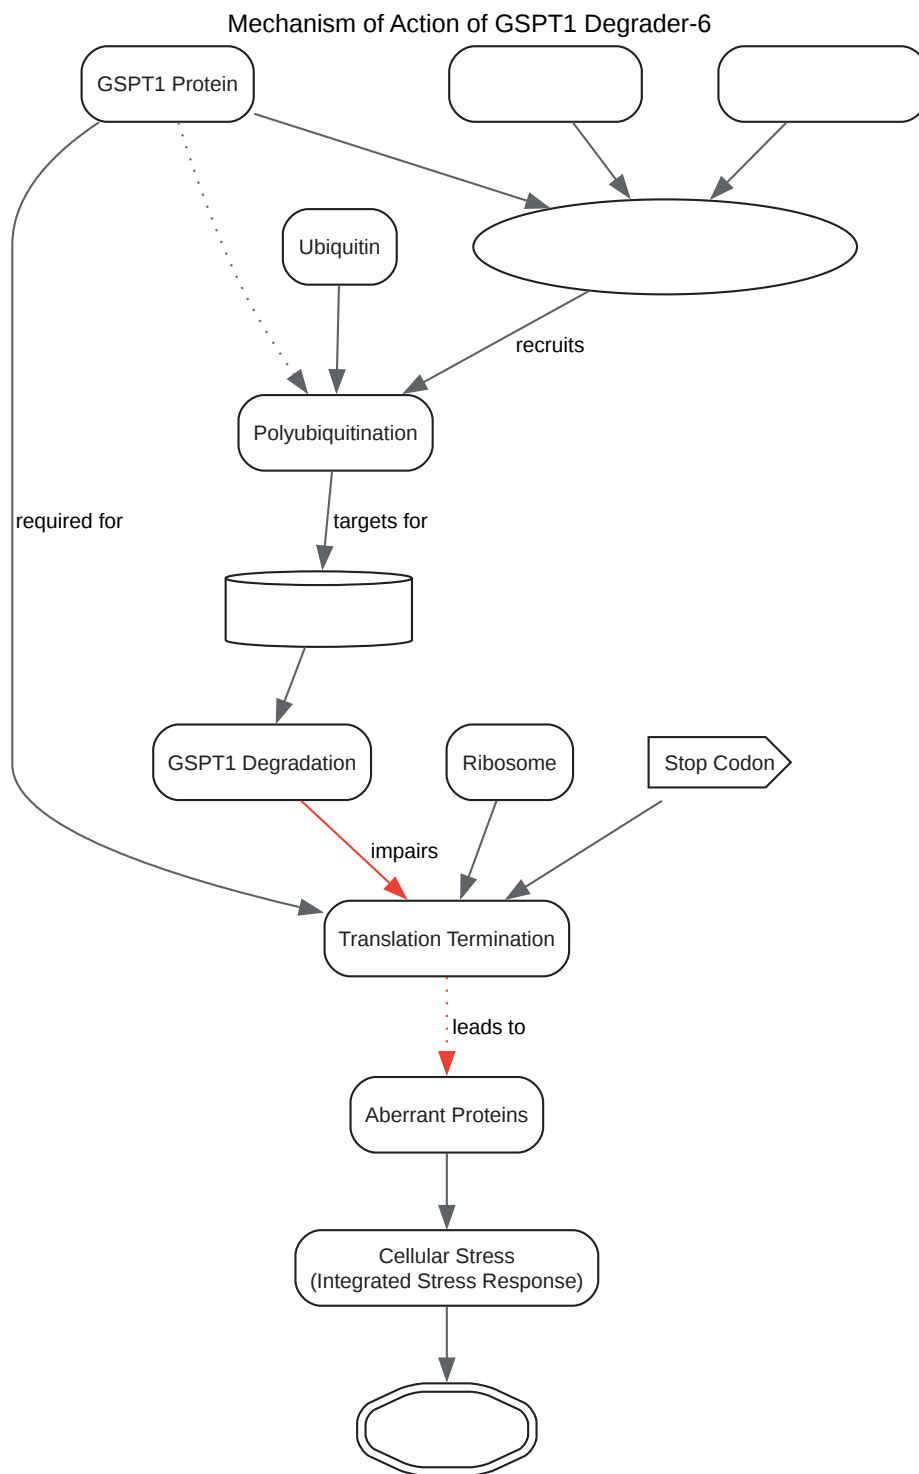 Mechanism of Action of GSPT1 Degrader-6
GSPT1 Protein
Ubiquitin
recruits
Polyubiquitination
required for
targets for
GSPT1 Degradation
Ribosome
Stop Codon
impairs
Translation Termination
leads to
Aberrant Proteins
Cellular Stress
(Integrated Stress Response)